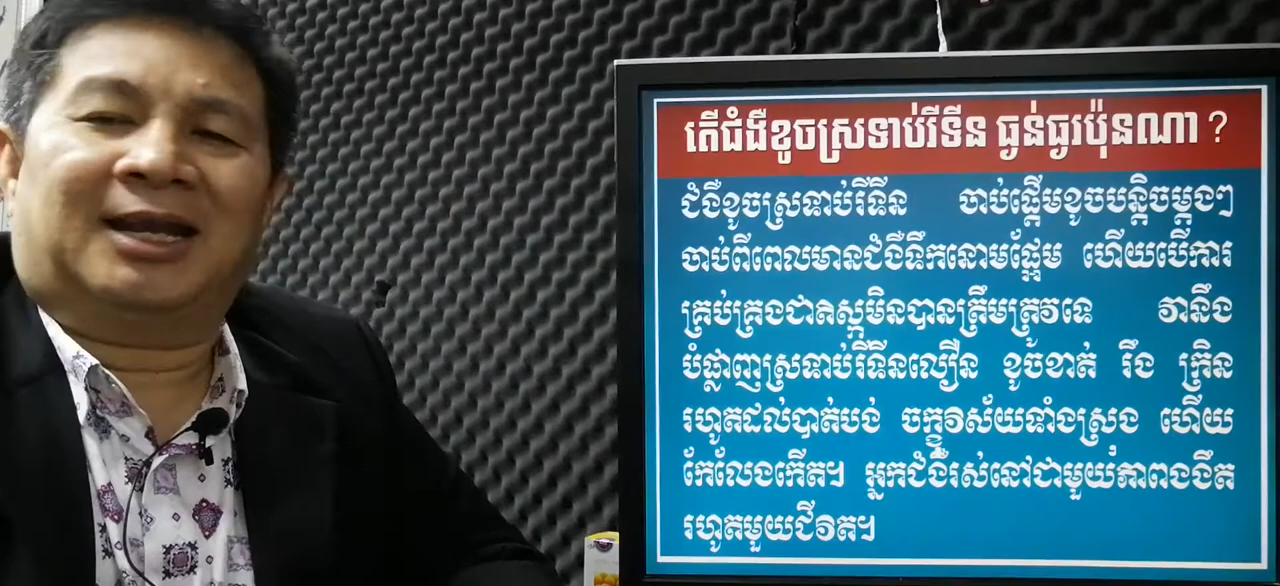 តើជំងឺខូចស្រទាប់រីទីន ធ្ងន់ធ្ងរប៉ុនណា ?
ជំងឺខូចស្រទាប់រីទីន ចាប់ផ្ដើមខូចបន្តិចម្ដងៗ
ចាប់ពីពេលមានជំងឺទឹកនោមផ្អែម ហើយបើការ
គ្រប់គ្រងជាតិស្ករមិនបានត្រឹមត្រូវទេ វានឹង
បំផ្លាញស្រទាប់រីទីនលឿន ខូចខាត់ រឹង ក្រិន
រហូតដល់បាត់បង់ ចក្ខុវិស័យទាំងស្រុង ហើយ
កែលែងកើត។ អ្នកជំងឺរស់នៅជាមួយភាពងងឹត
រហូតមួយជីវិត។